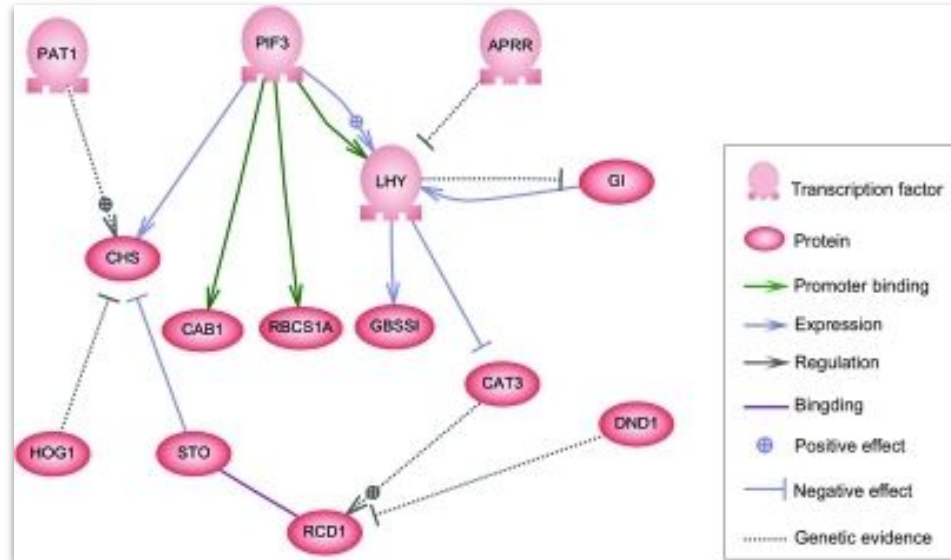 PAT1
PIF3
APRR
LHY
GI
CHS
CAB1
RBCS1A
GBSSI
CAT3
DND1
HOG1
STO
RCD1
Transcription factor
Protein
Promoter binding
Expression
Regulation
Bingding
Positive effect
Negative effect
Genetic evidence